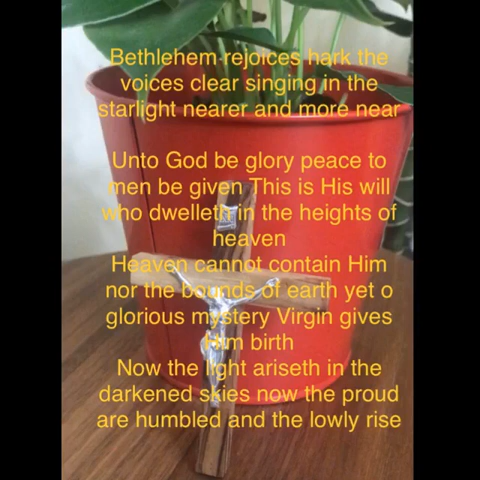 Bethlehem rejoices hark the
voices clear singing in the
starlight nearer and more near
Unto God be glory peace to
men be given This is His will
who dwelleth in the heights of
heaven
Heaven cannot contain Him
nor the bounds of earth yet o
glorious mystery Virgin gives
Him birth
Now the light ariseth in the
darkened skies now the proud
are humbled and the lowly rise